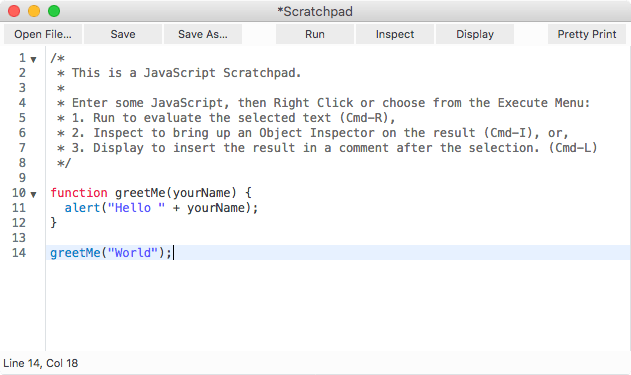 *Scratchpad
Open File... Save Save As... Run Inspect Display Pretty Print
1 /*
2  * This is a JavaScript Scratchpad.
3  *
4  * Enter some JavaScript, then Right Click or choose from the Execute Menu:
5  * 1. Run to evaluate the selected text (Cmd-R),
6  * 2. Inspect to bring up an Object Inspector on the result (Cmd-I), or,
7  * 3. Display to insert the result in a comment after the selection. (Cmd-L)
8  */
9
10 function greetMe(yourName) {
11   alert("Hello " + yourName);
12 }
13
14 greetMe("World");
Line 14, Col 18